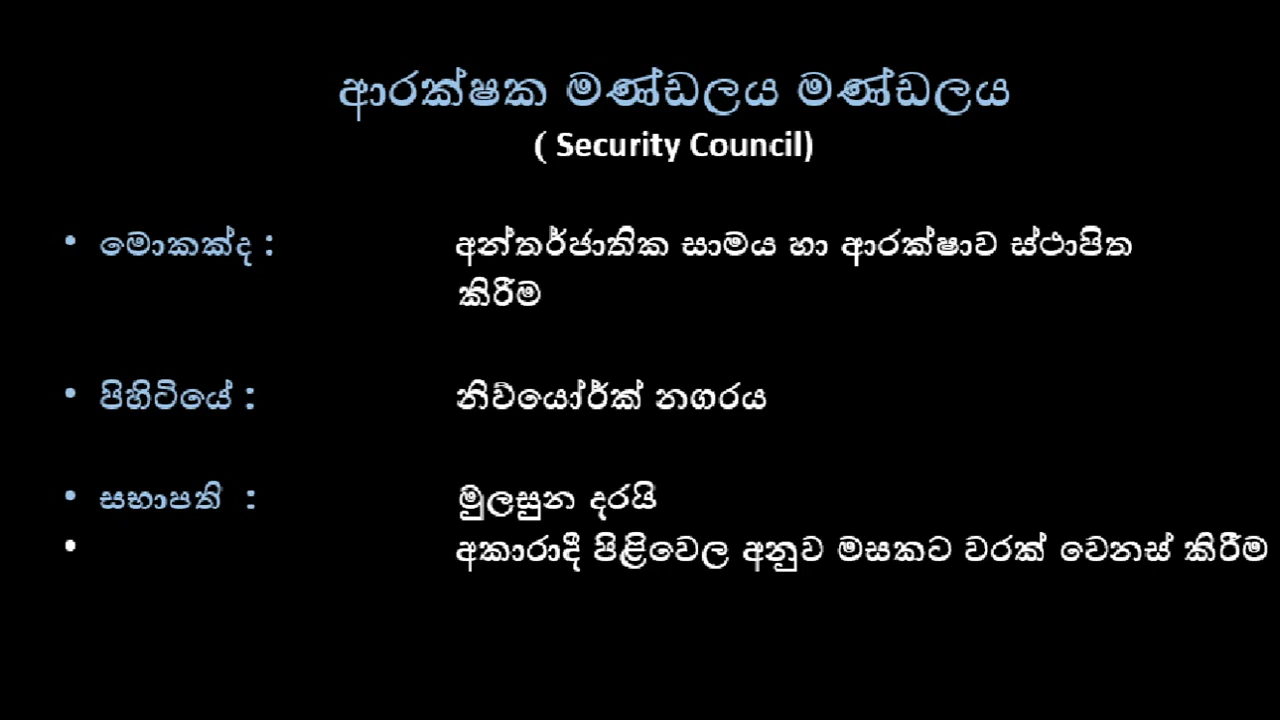 ආරක්ෂක මණ්ඩලය මණ්ඩලය
( Security Council)
• මොකක්ද : අන්තර්ජාතික සාමය හා ආරක්ෂාව ස්ථාපිත
කිරීම
• පිහිටියේ : නිව්යෝර්ක් නගරය
• සභාපති : මුලසුන දරයි
• අකාරාදී පිළිවෙල අනුව මසකට වරක් වෙනස් කිරීම